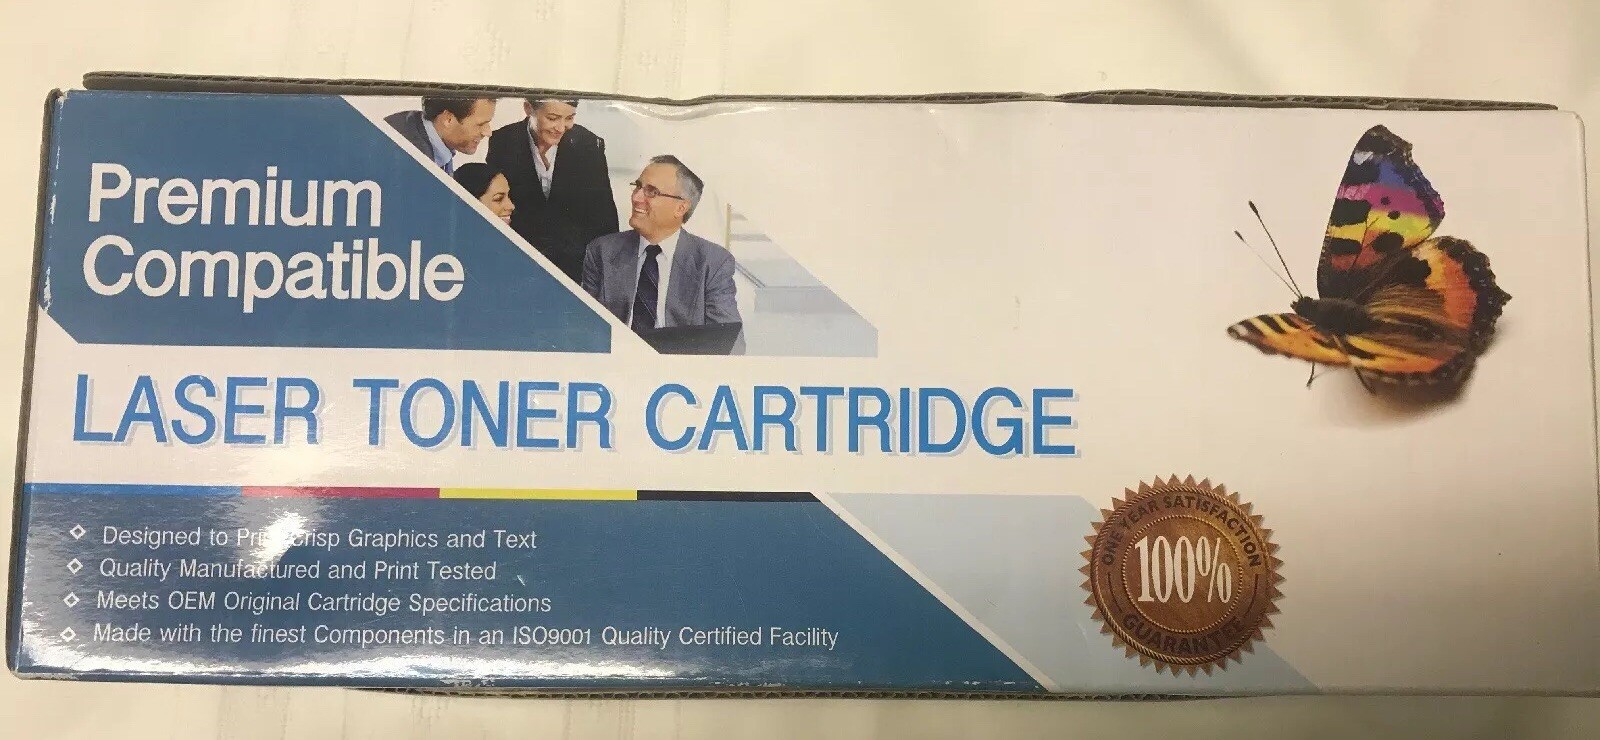 Premium
Compatible
LASER TONER CARTRIDGE
Designed to Print Crisp Graphics and Text
Quality Manufactured and Print Tested
Meets OEM Original Cartridge Specifications
Made with the finest Components in an ISO9001 Quality Certified Facility
ONE YEAR SATISFACTION
100%
GUARANTEE